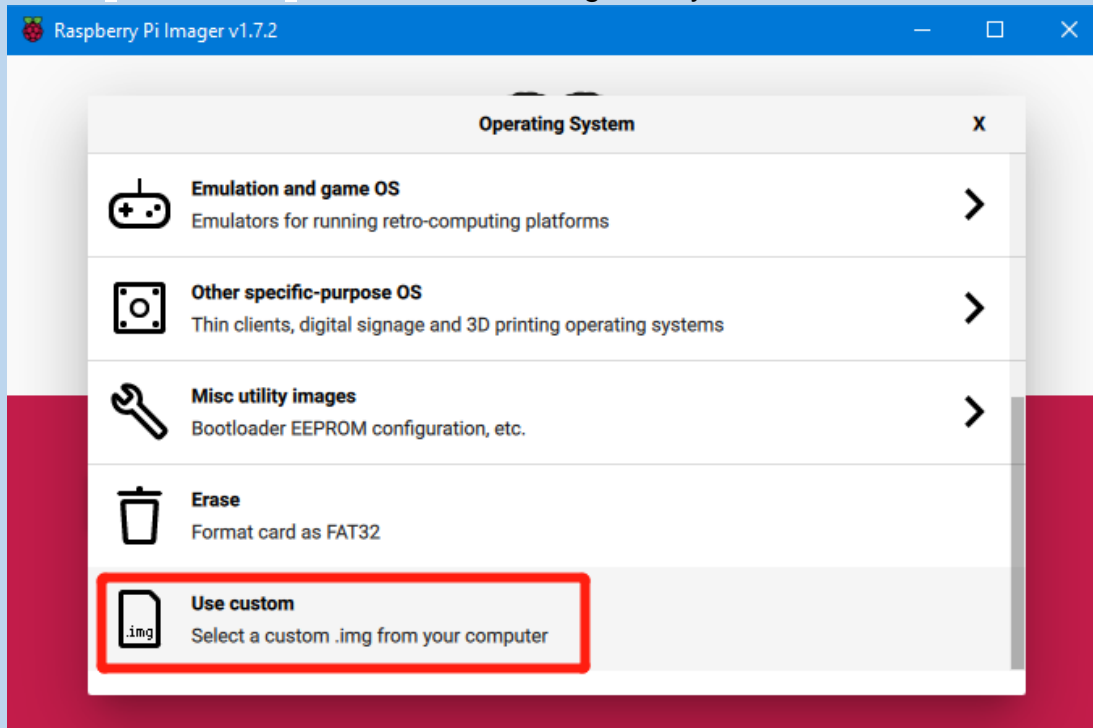 Raspberry Pi Imager v1.7.2
Operating System
X
Emulation and game OS
Emulators for running retro-computing platforms
Other specific-purpose OS
Thin clients, digital signage and 3D printing operating systems
Misc utility images
Bootloader EEPROM configuration, etc.
Erase
Format card as FAT32
Use custom
.img
Select a custom .img from your computer